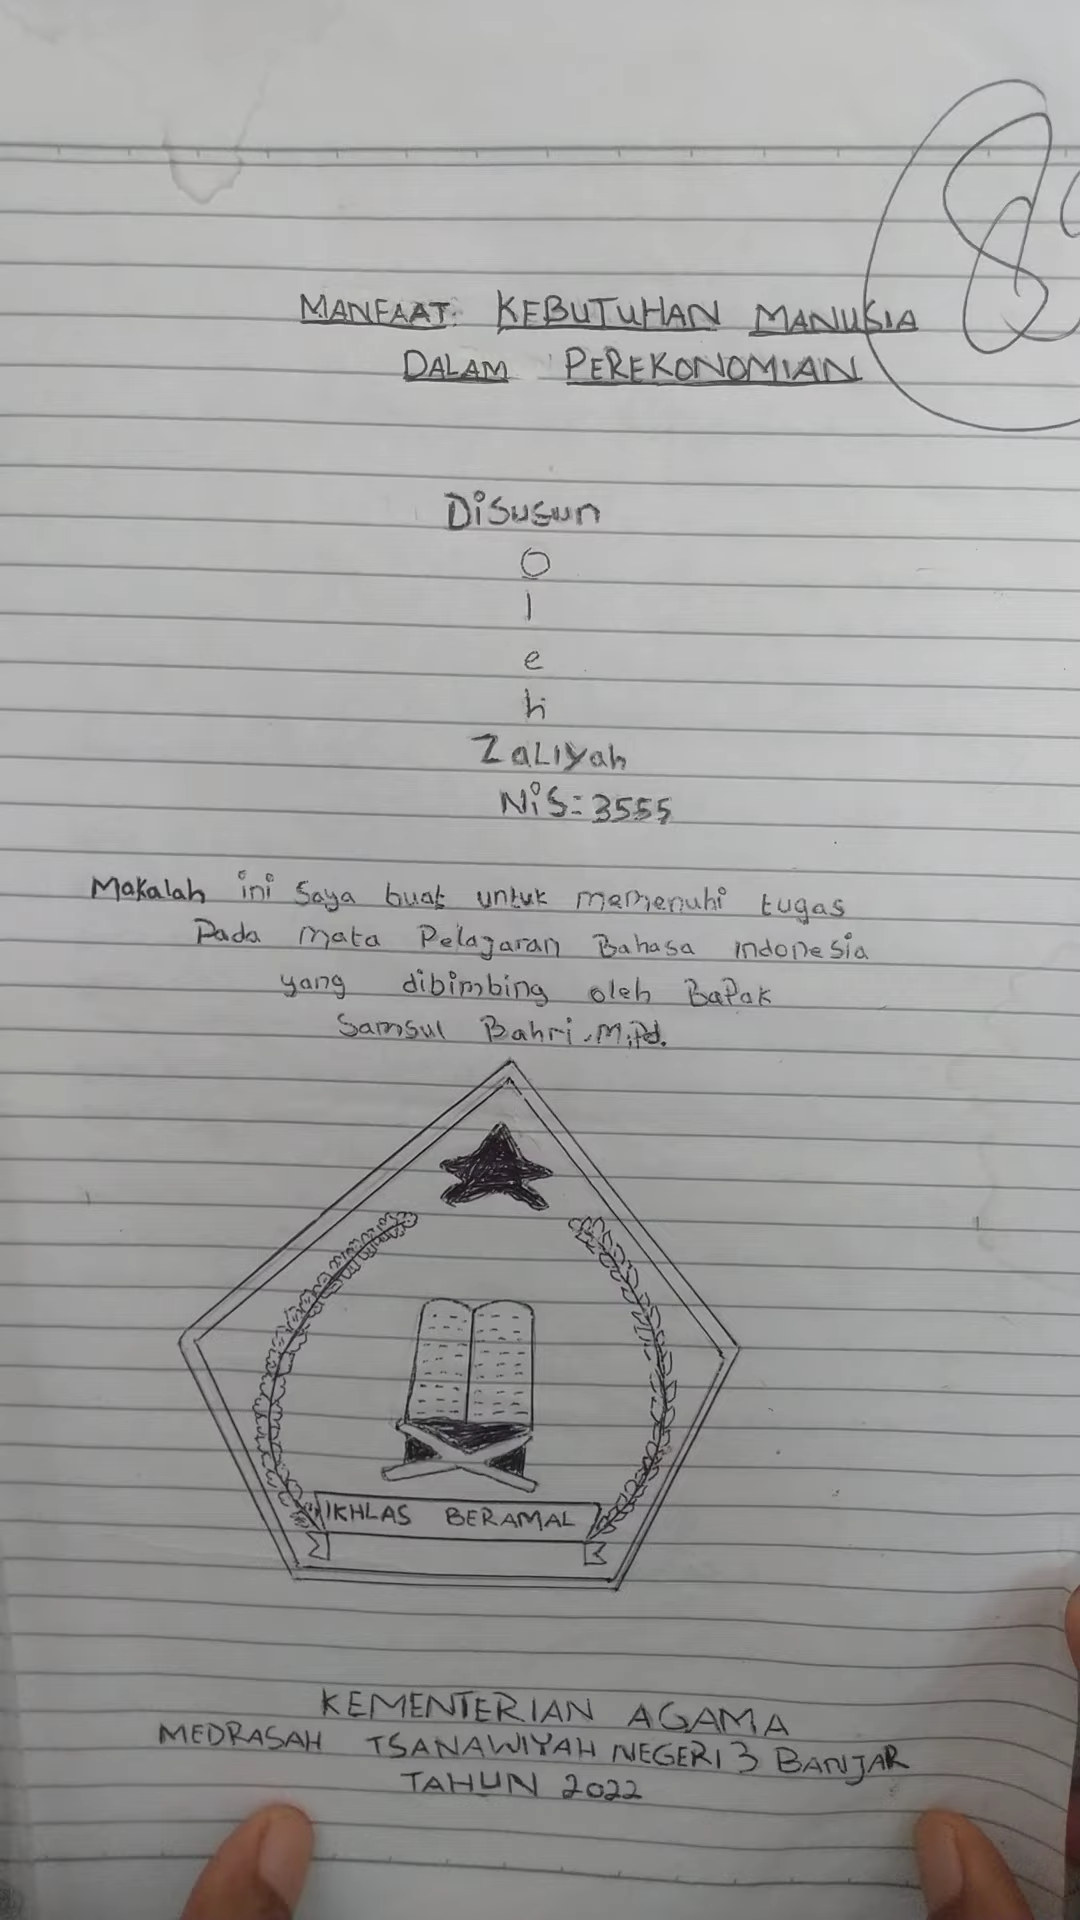 MANFAAT KEBUTUHAN MANUSIA
DALAM PEREKONOMIAN
Disusun
O
l
e
h
Zaliyah
Nis: 3555
Makalah ini saya buat untuk memenuhi tugas
Pada mata Pelajaran Bahasa indonesia
yang dibimbing oleh Bapak
Samsul Bahri.M.Pd.
IKHLAS BERAMAL
KEMENTERIAN AGAMA
MEDRASAH TSANAWIYAH NEGERI 3 BANJAR
TAHUN 2022